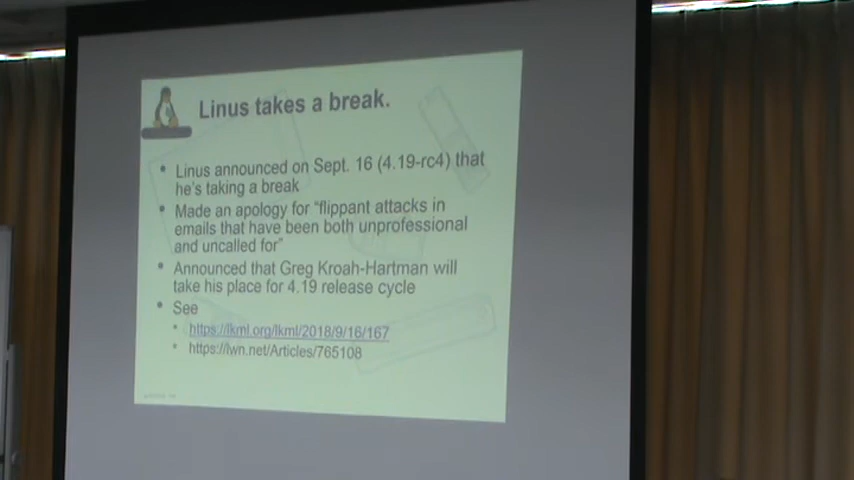 Linus takes a break.
• Linus announced on Sept. 16 (4.19-rc4) that
he's taking a break
• Made an apology for "flippant attacks in
emails that have been both unprofessional
and uncalled for"
• Announced that Greg Kroah-Hartman will
take his place for 4.19 release cycle
• See
• https://lkml.org/lkml/2018/9/16/167
• https://lwn.net/Articles/765108